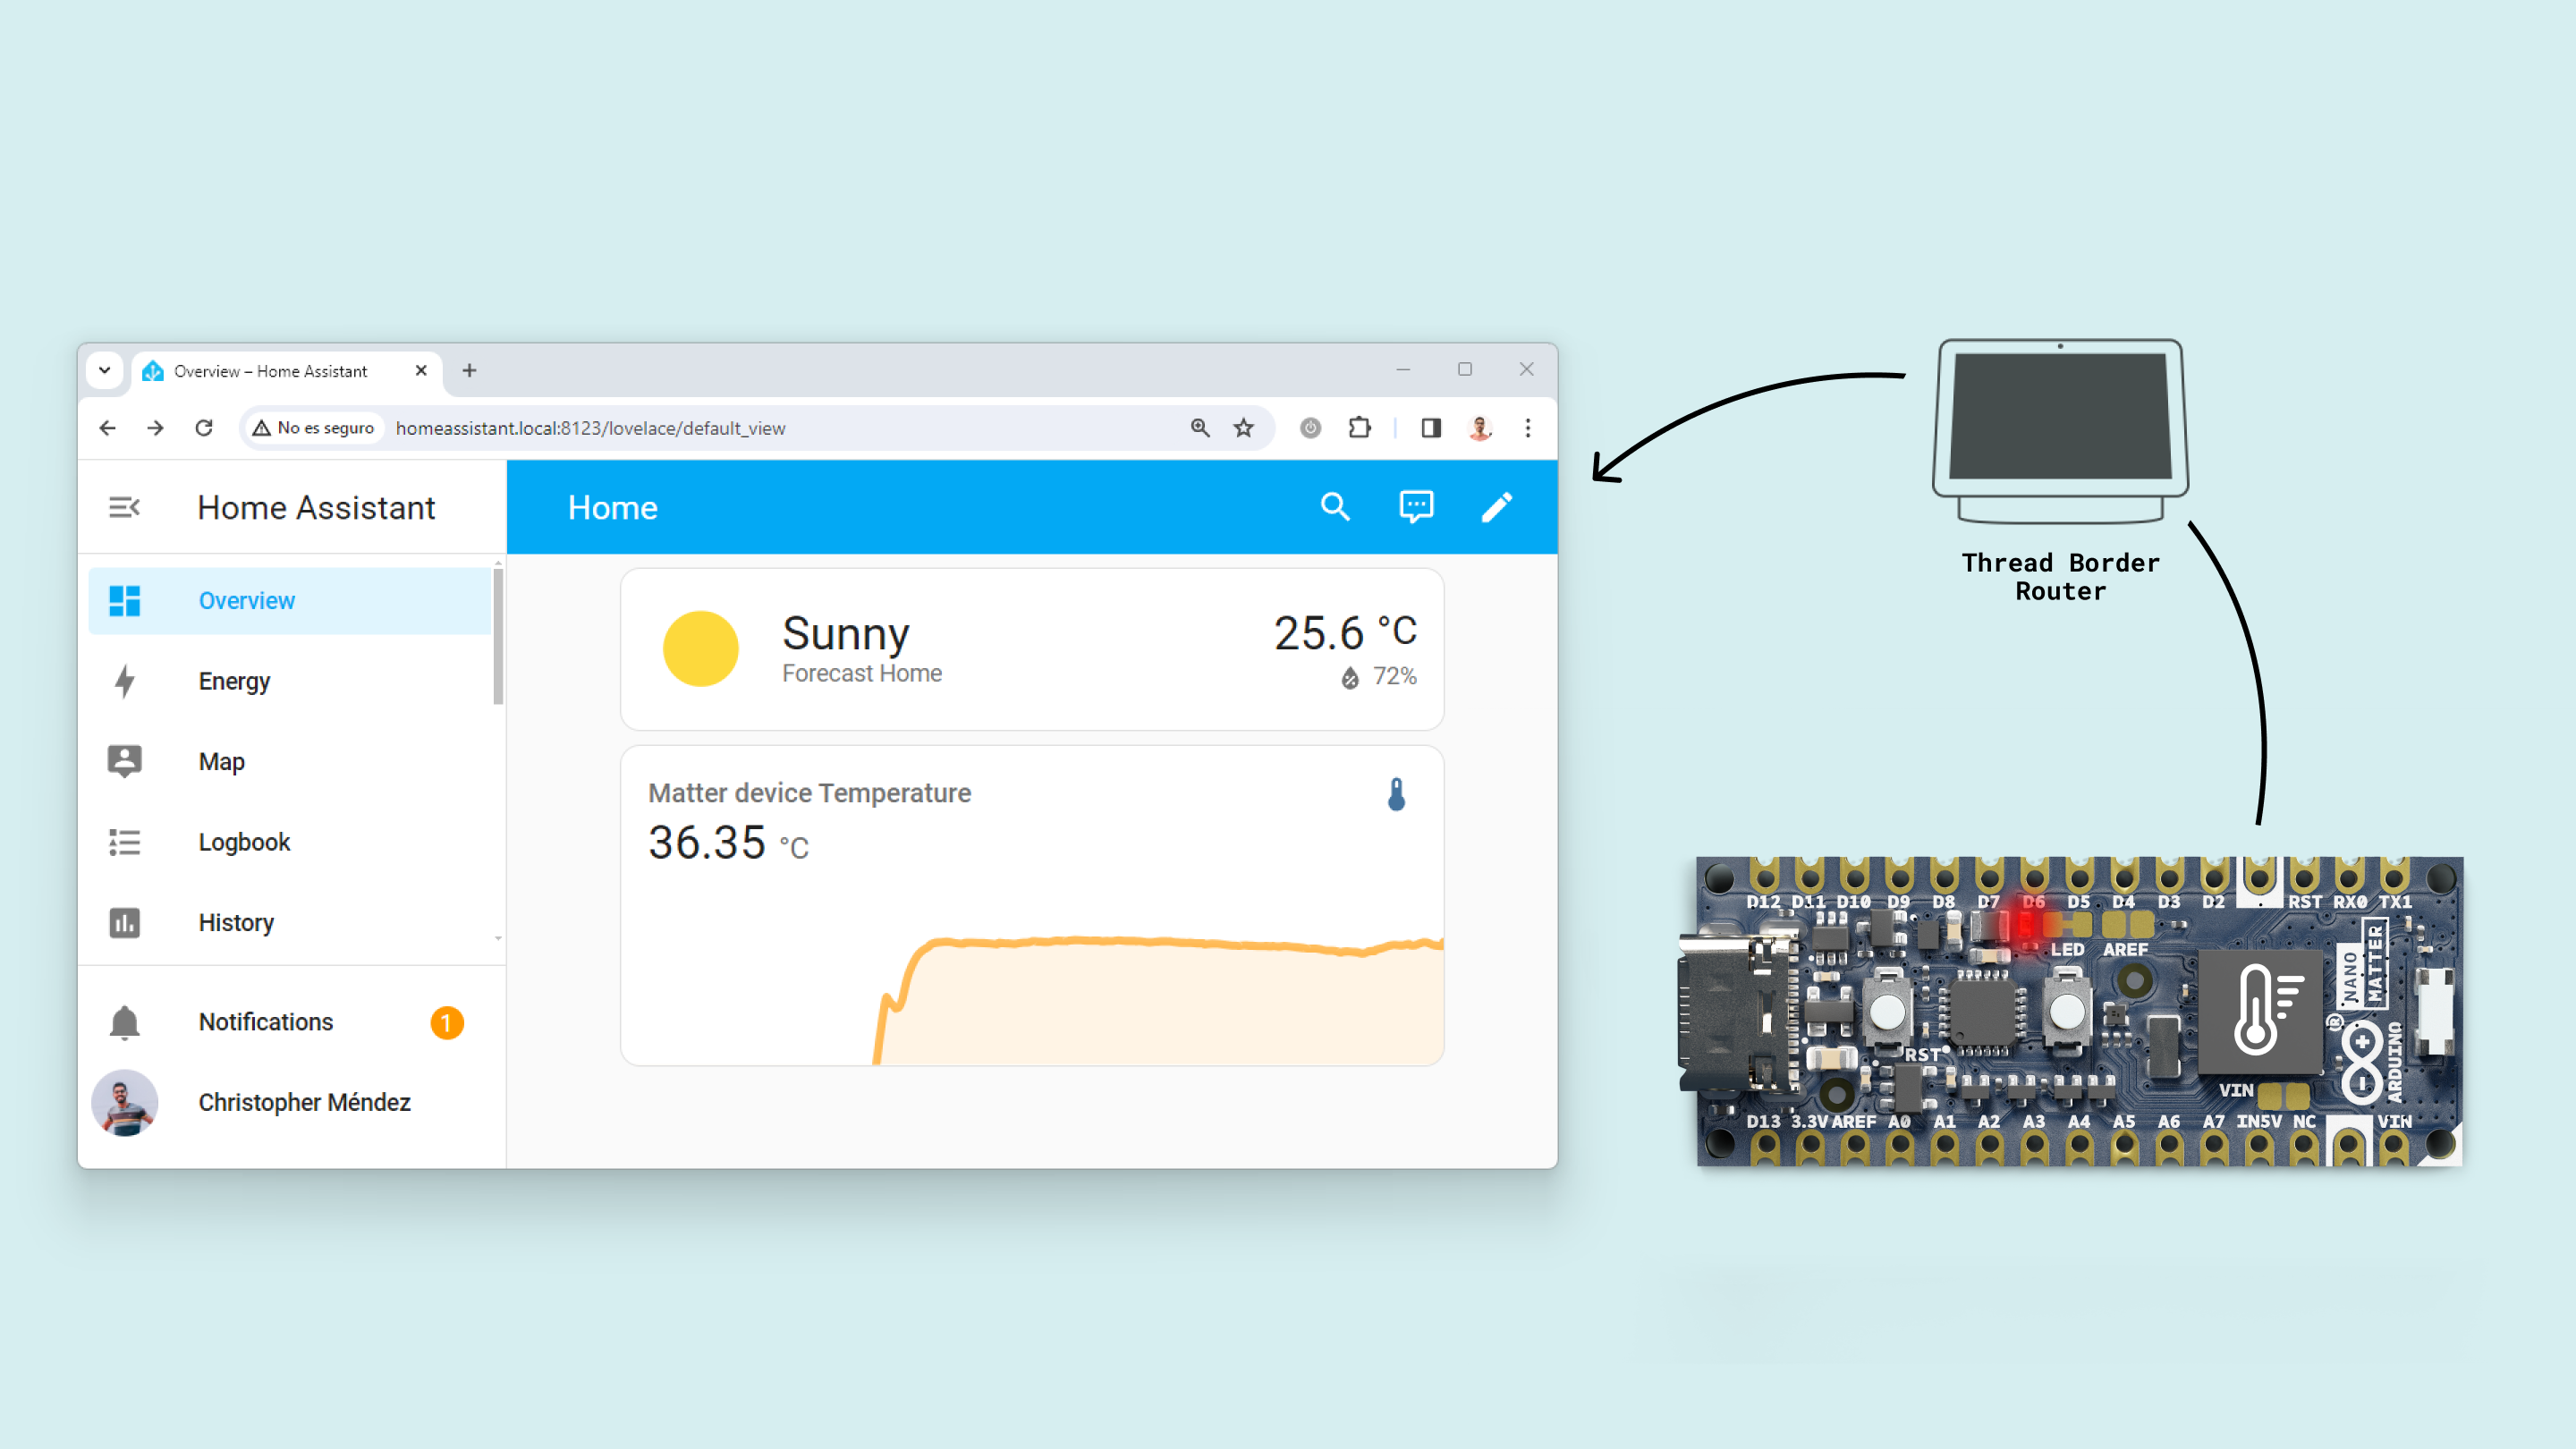 Overview – Home Assistant
No es seguro homeassistant.local:8123/lovelace/default_view
Home Assistant
Home
Overview
Energy
Map
Logbook
History
Notifications 1
Christopher Méndez
Sunny
Forecast Home
25.6 °C
72%
Matter device Temperature
36.35 °C
Thread Border
Router
D12 D11 D10 D9 D8 D7 D6 D5 D4 D3 D2 RST RX0 TX1
LED AREF
NANO
MATTER
RST
VIN
ARDUINO
D13 3.3V AREF A0 A1 A2 A3 A4 A5 A6 A7 IN5V NC VIN